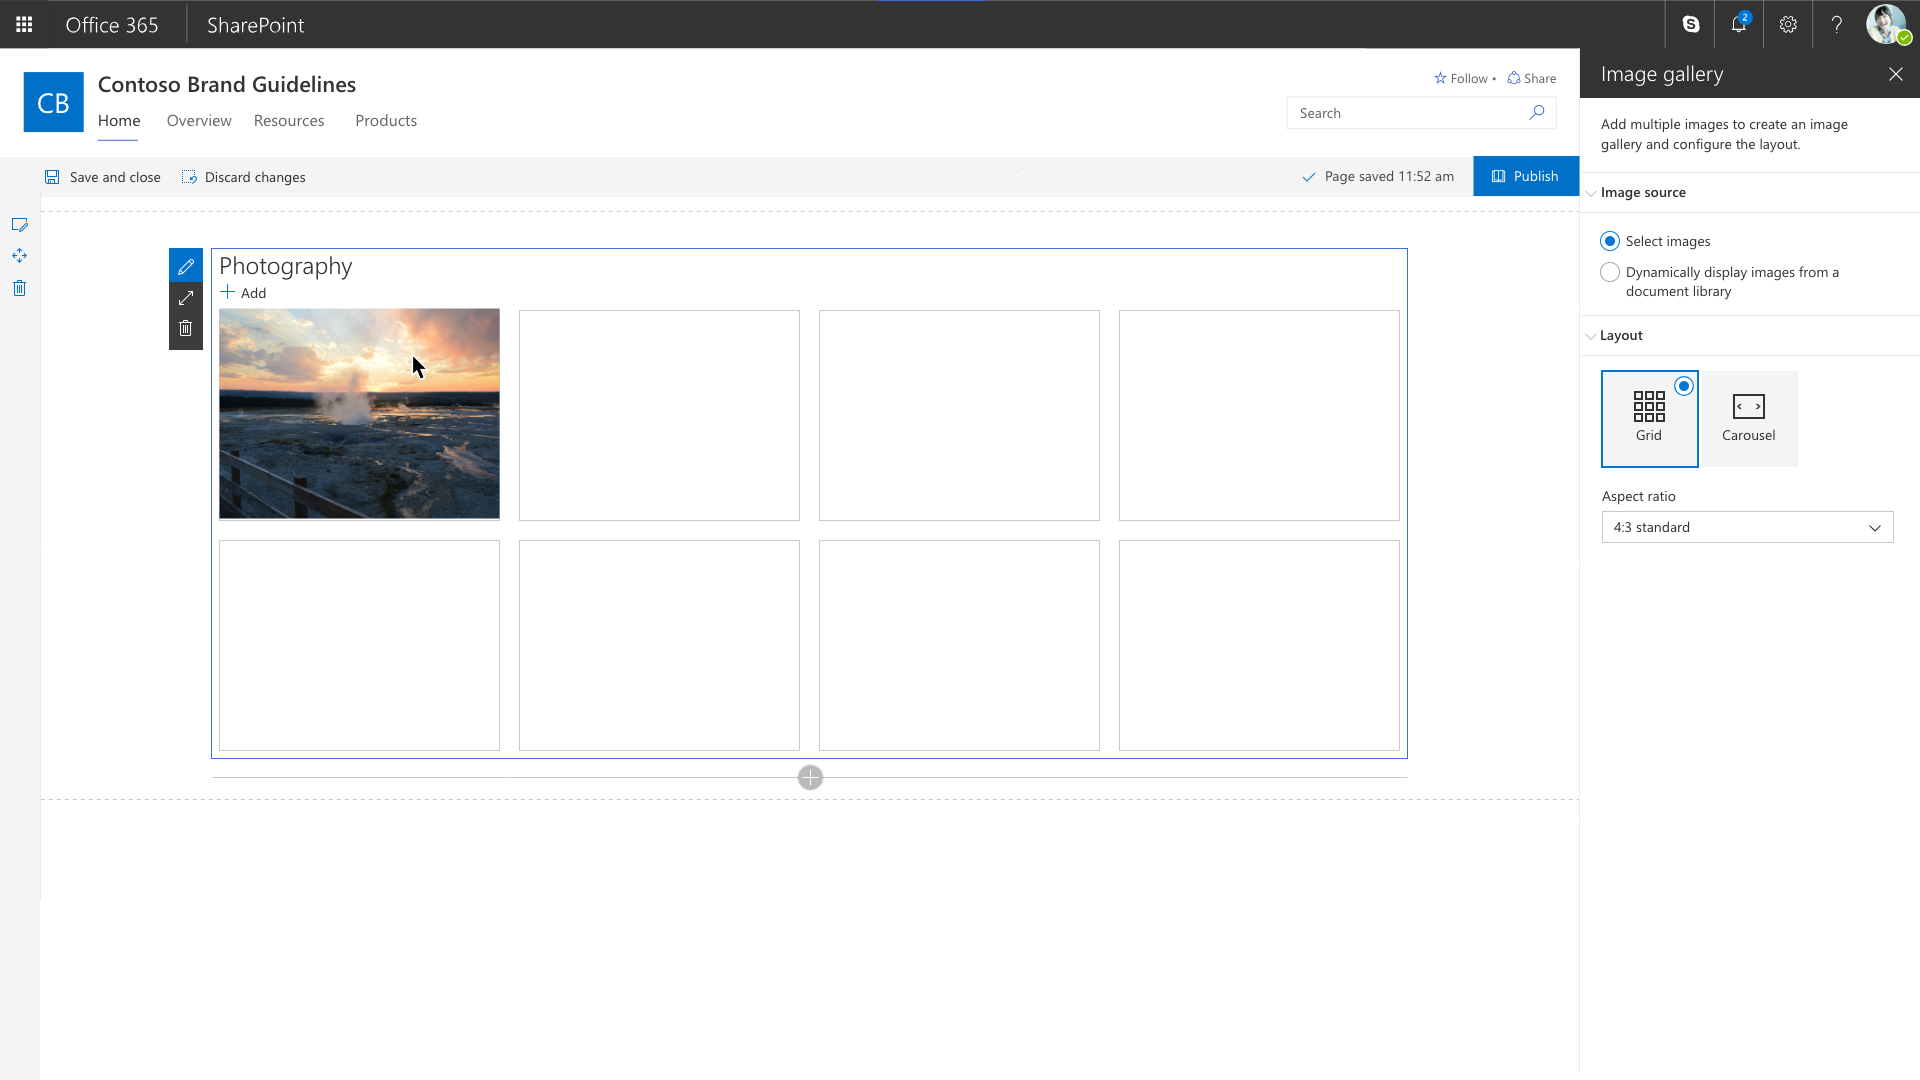 Office 365
SharePoint
2
?
CB
Contoso Brand Guidelines
Home
Overview
Resources
Products
Follow •
Share
Search
Save and close
Discard changes
Page saved 11:52 am
Publish
Photography
Add
Image gallery
Add multiple images to create an image
gallery and configure the layout.
Image source
Select images
Dynamically display images from a
document library
Layout
Grid
Carousel
Aspect ratio
4:3 standard